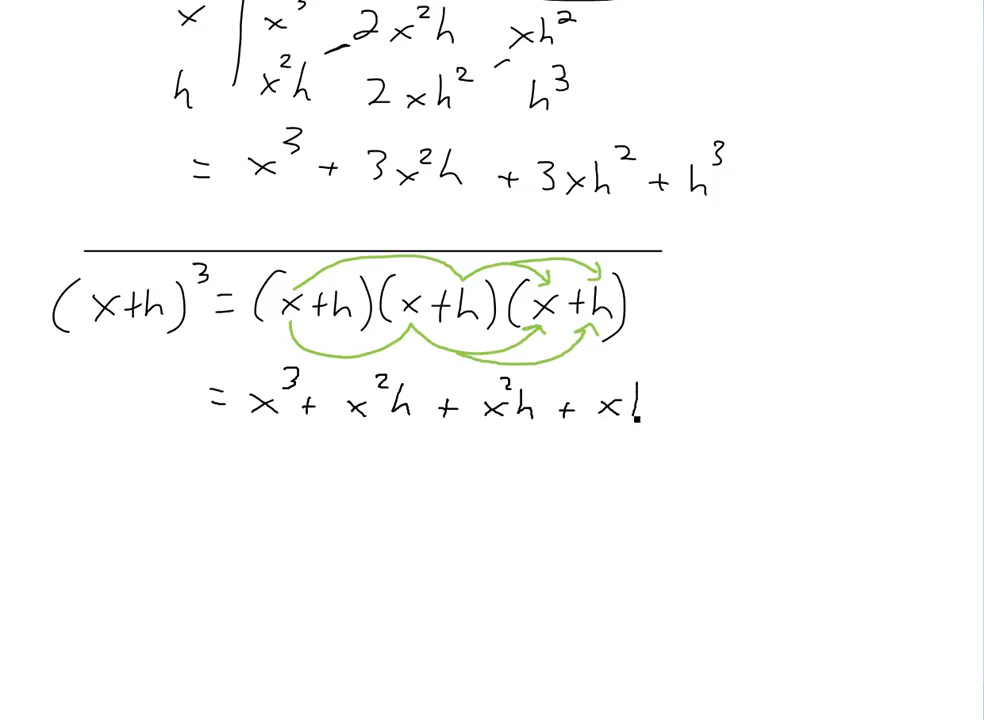 x | x³ 2x²h xh²
h | x²h 2xh² h³
= x³ + 3x²h + 3xh² + h³
(x+h)³ = (x+h)(x+h)(x+h)
= x³ + x²h + x²h + x